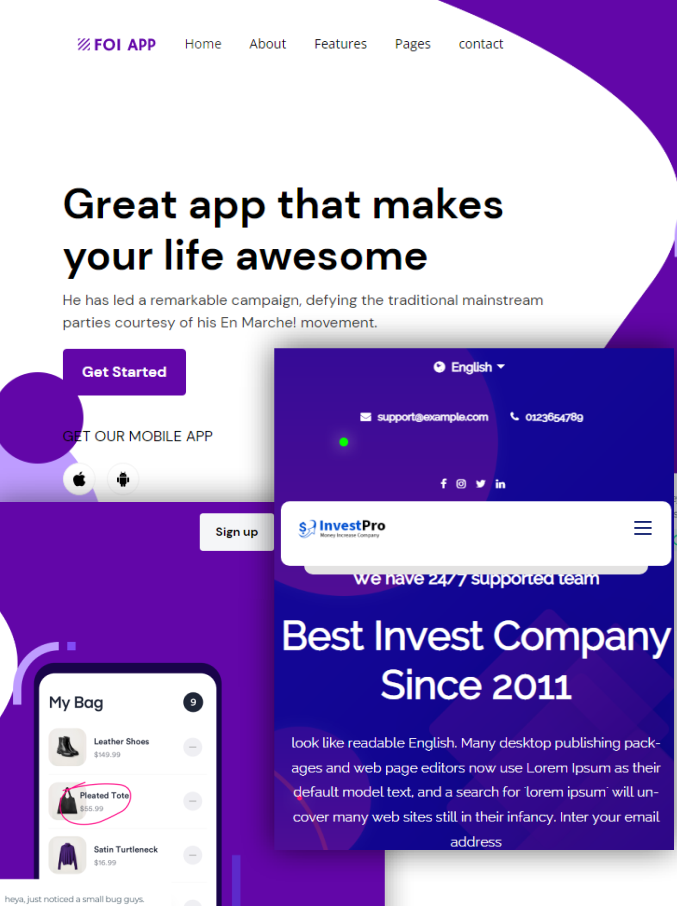 FOI APP
Home About Features Pages contact
Great app that makes
your life awesome
He has led a remarkable campaign, defying the traditional mainstream
parties courtesy of his En Marche! movement.
Get Started
GET OUR MOBILE APP
English
support@example.com 0123654789
InvestPro
Money Increase Company
We have 24/7 supported team
Best Invest Company
Since 2011
look like readable English. Many desktop publishing pack-
ages and web page editors now use Lorem Ipsum as their
default model text, and a search for 'lorem ipsum' will un-
cover many web sites still in their infancy. Inter your email
address
Sign up
My Bag 9
Leather Shoes
$149.99
Pleated Tote
$55.99
Satin Turtleneck
$16.99
heya, just noticed a small bug guys.